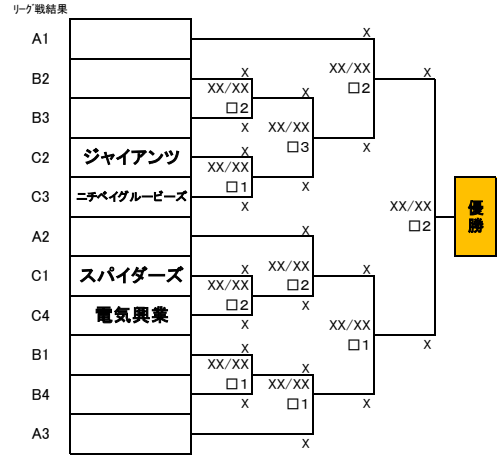 リーグ戦結果
A1
x
XX/XX
x
B2
x
XX/XX
x
□2
□2
B3
x
XX/XX
C2
ジャイアンツ
x
□3
x
XX/XX
□1
x
C3
ニチベイグルービーズ
x
XX/XX
優勝
□2
A2
x
C1
スパイダーズ
x
XX/XX
x
XX/XX
□2
□2
x
C4
電気興業
x
XX/XX
□1
x
B1
x
XX/XX
x
□1
XX/XX
B4
x
□1
x
A3
x